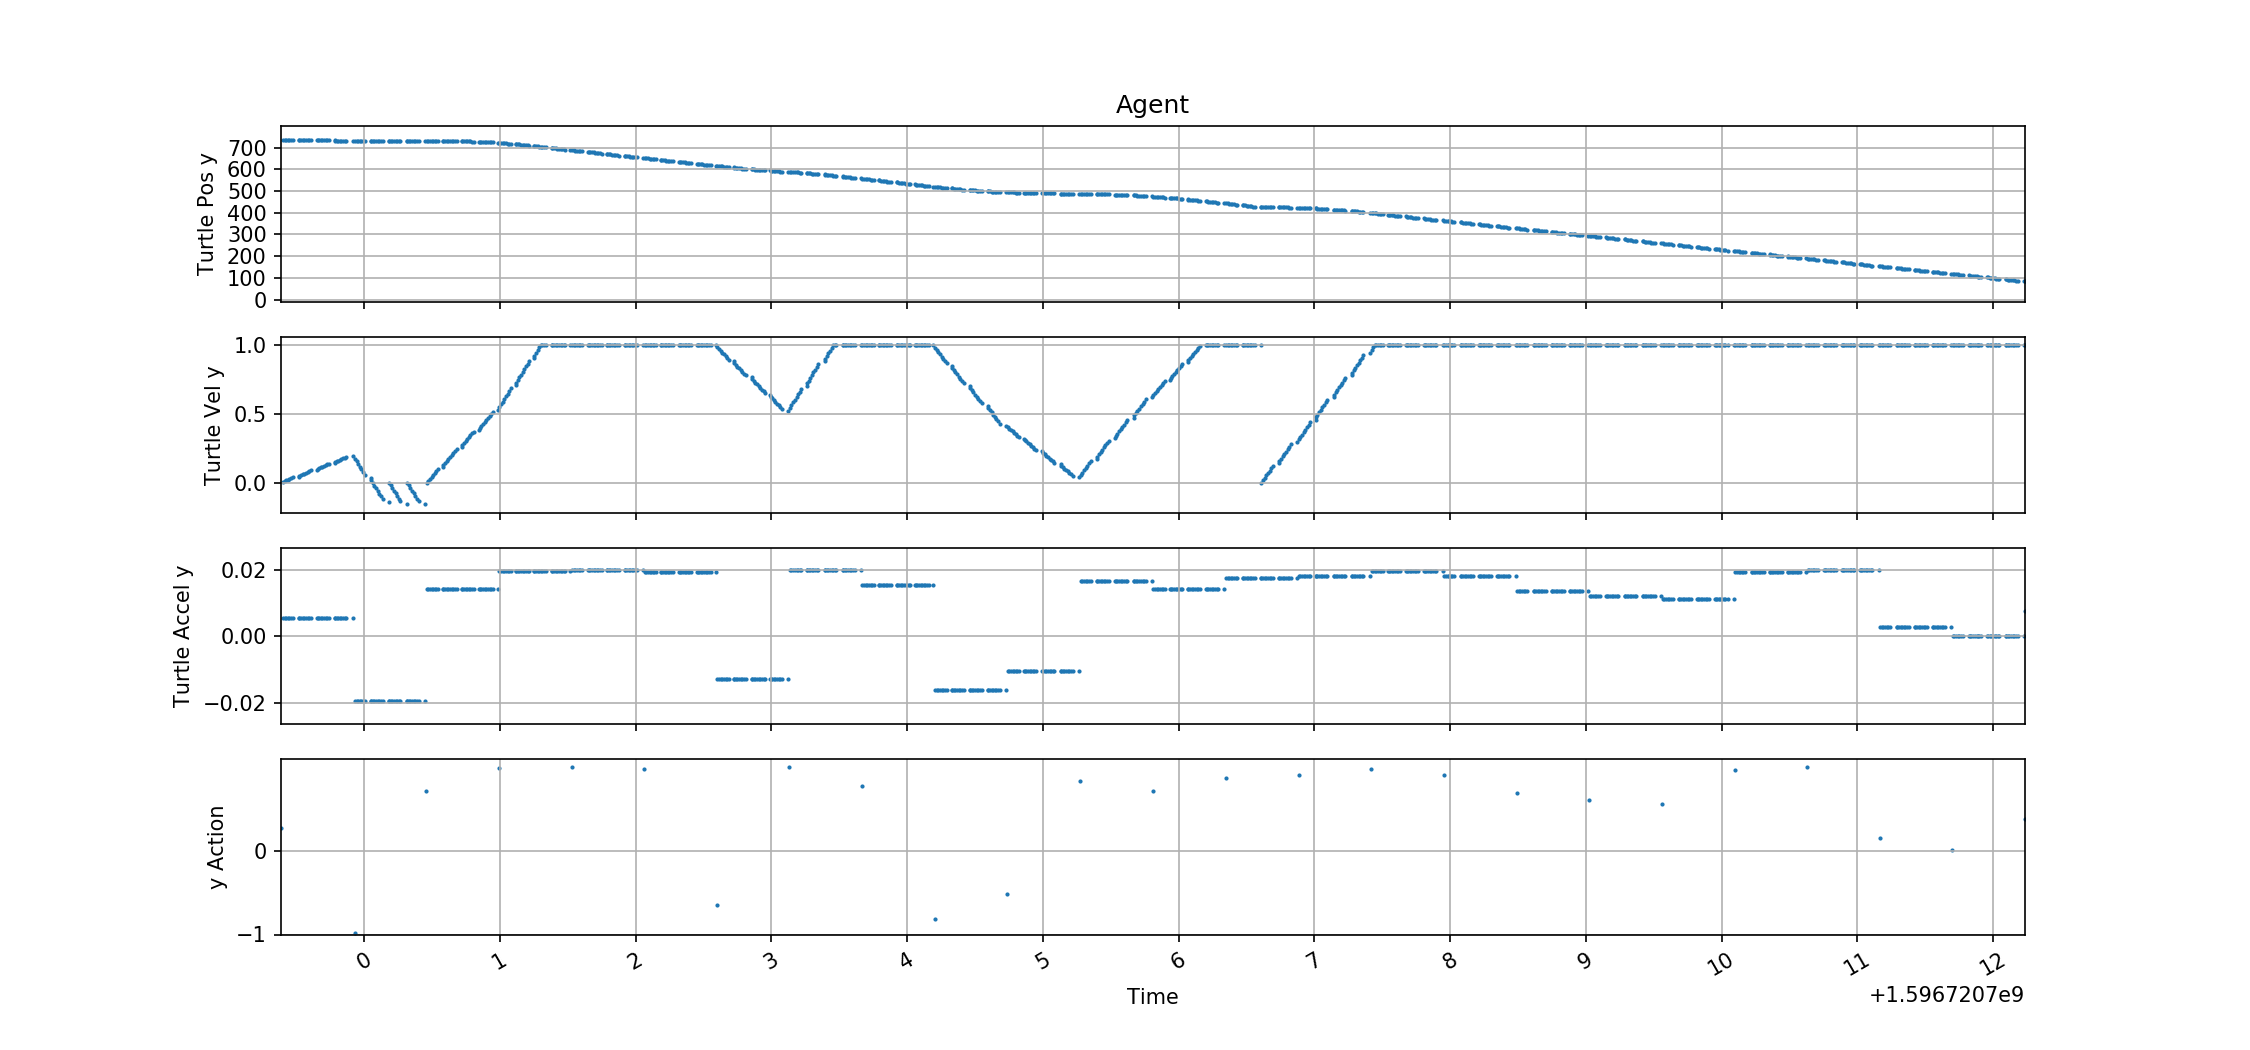 Agent
Turtle Pos y
700
600
500
400
300
200
100
0
Turtle Vel y
1.0
0.5
0.0
Turtle Accel y
0.02
0.00
−0.02
y Action
0
−1
0 1 2 3 4 5 6 7 8 9 10 11 12
Time
+1.5967207e9